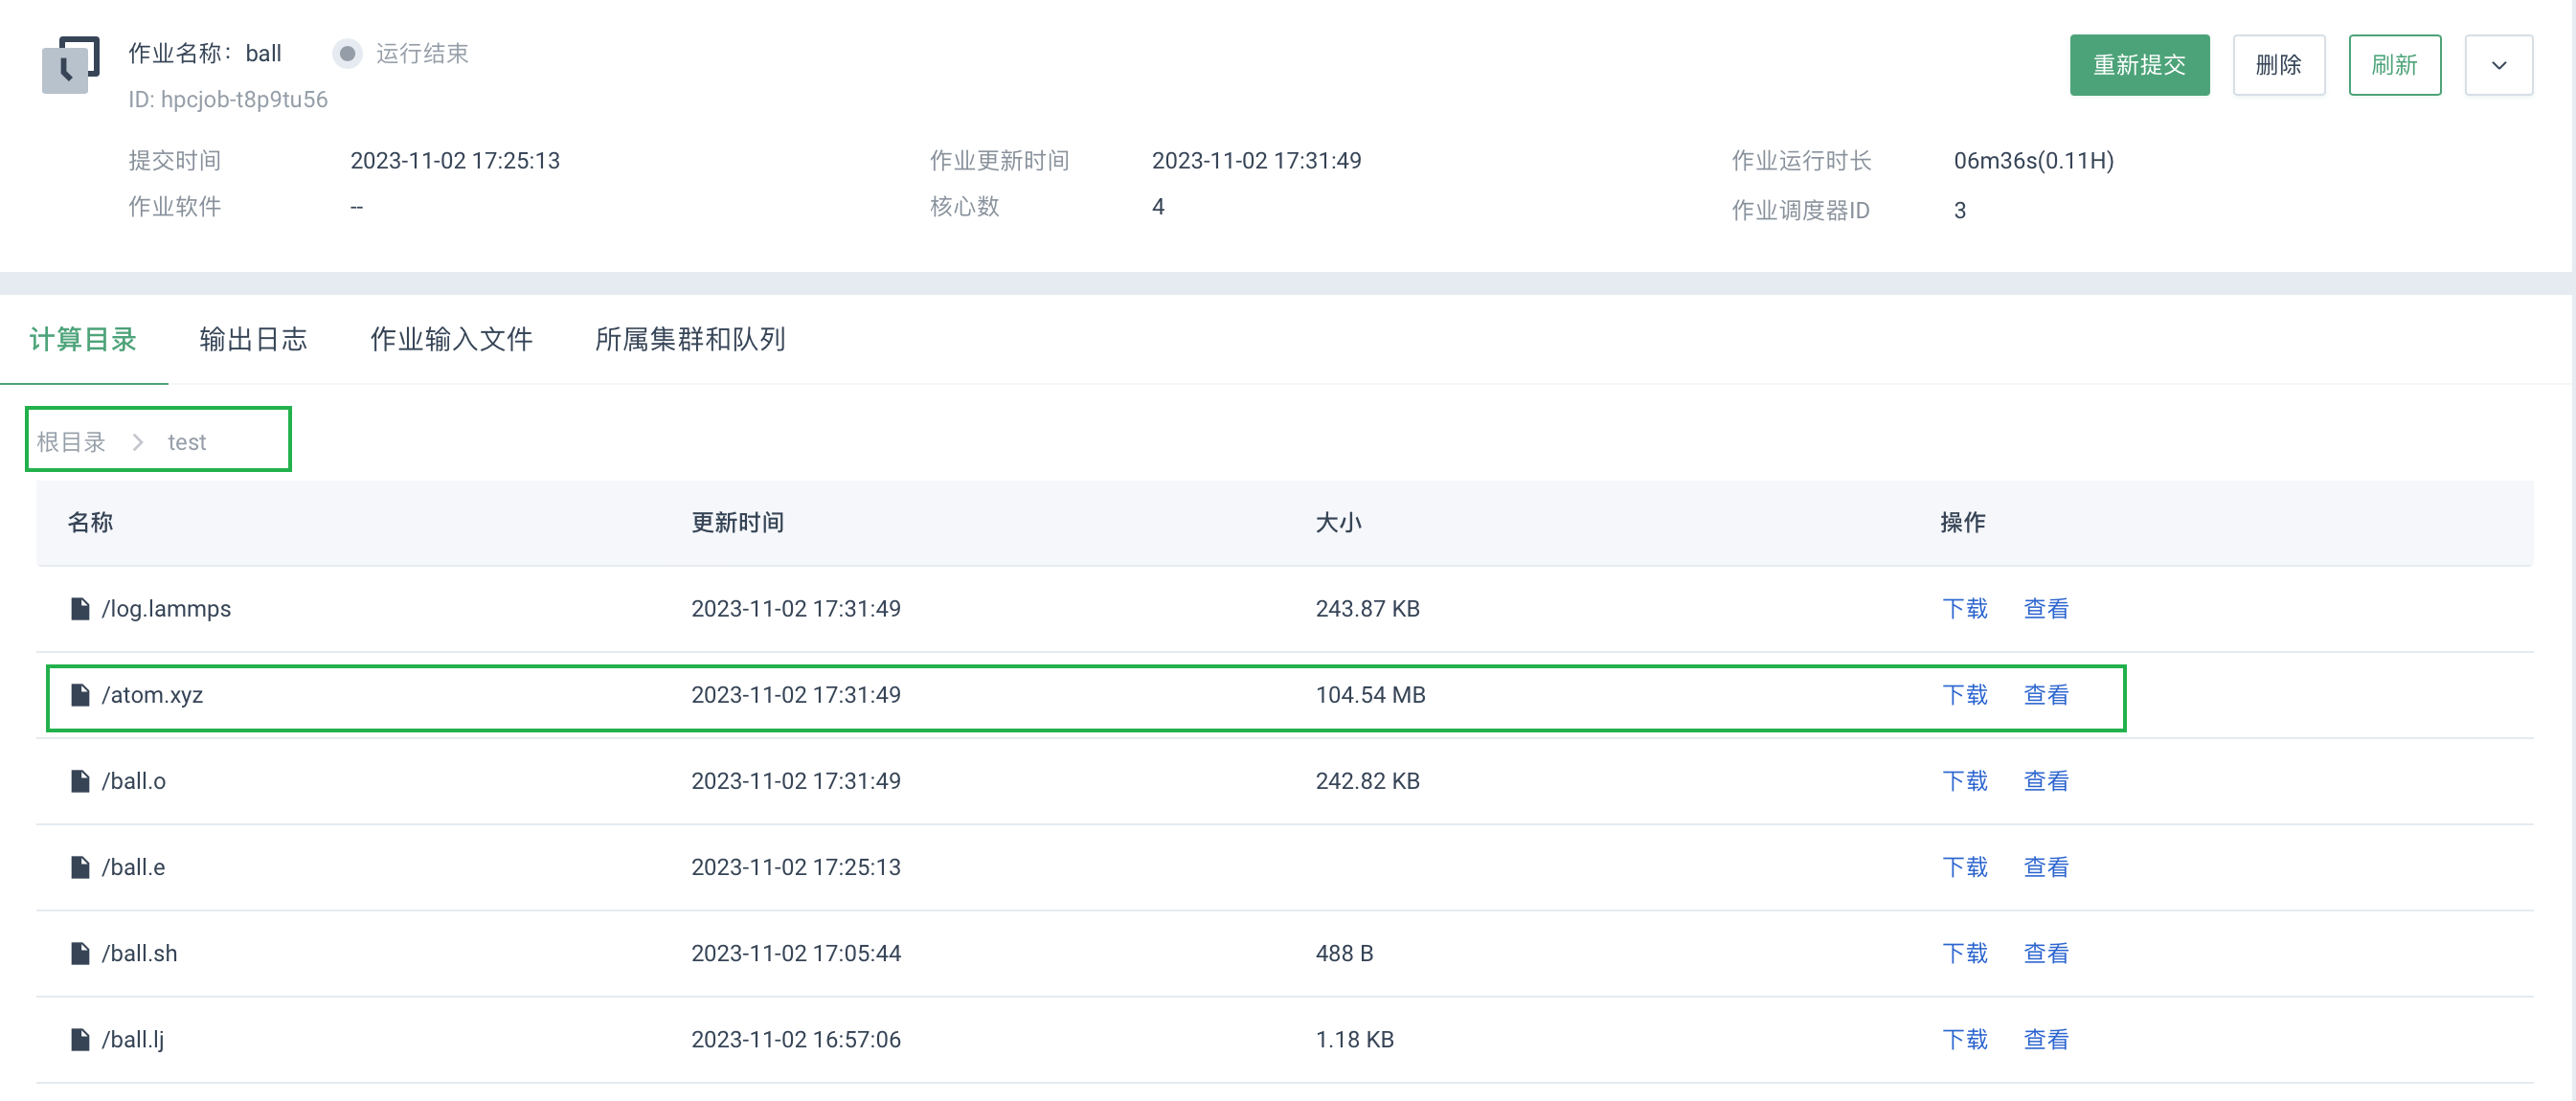 作业名称：ball 运行结束 重新提交 删除 刷新
ID: hpcjob-t8p9tu56
提交时间 2023-11-02 17:25:13 作业更新时间 2023-11-02 17:31:49 作业运行时长 06m36s(0.11H)
作业软件 -- 核心数 4 作业调度器ID 3
计算目录 输出日志 作业输入文件 所属集群和队列
根目录 > test
名称 更新时间 大小 操作
/log.lammps 2023-11-02 17:31:49 243.87 KB 下载 查看
/atom.xyz 2023-11-02 17:31:49 104.54 MB 下载 查看
/ball.o 2023-11-02 17:31:49 242.82 KB 下载 查看
/ball.e 2023-11-02 17:25:13 下载 查看
/ball.sh 2023-11-02 17:05:44 488 B 下载 查看
/ball.lj 2023-11-02 16:57:06 1.18 KB 下载 查看